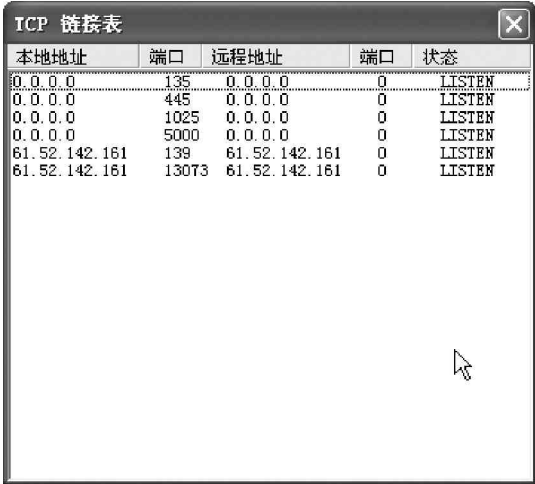 TCP 链接表
本地地址 端口 远程地址 端口 状态
0.0.0.0 135 0.0.0.0 0 LISTEN
0.0.0.0 445 0.0.0.0 0 LISTEN
0.0.0.0 1025 0.0.0.0 0 LISTEN
0.0.0.0 5000 0.0.0.0 0 LISTEN
61.52.142.161 139 61.52.142.161 0 LISTEN
61.52.142.161 13073 61.52.142.161 0 LISTEN